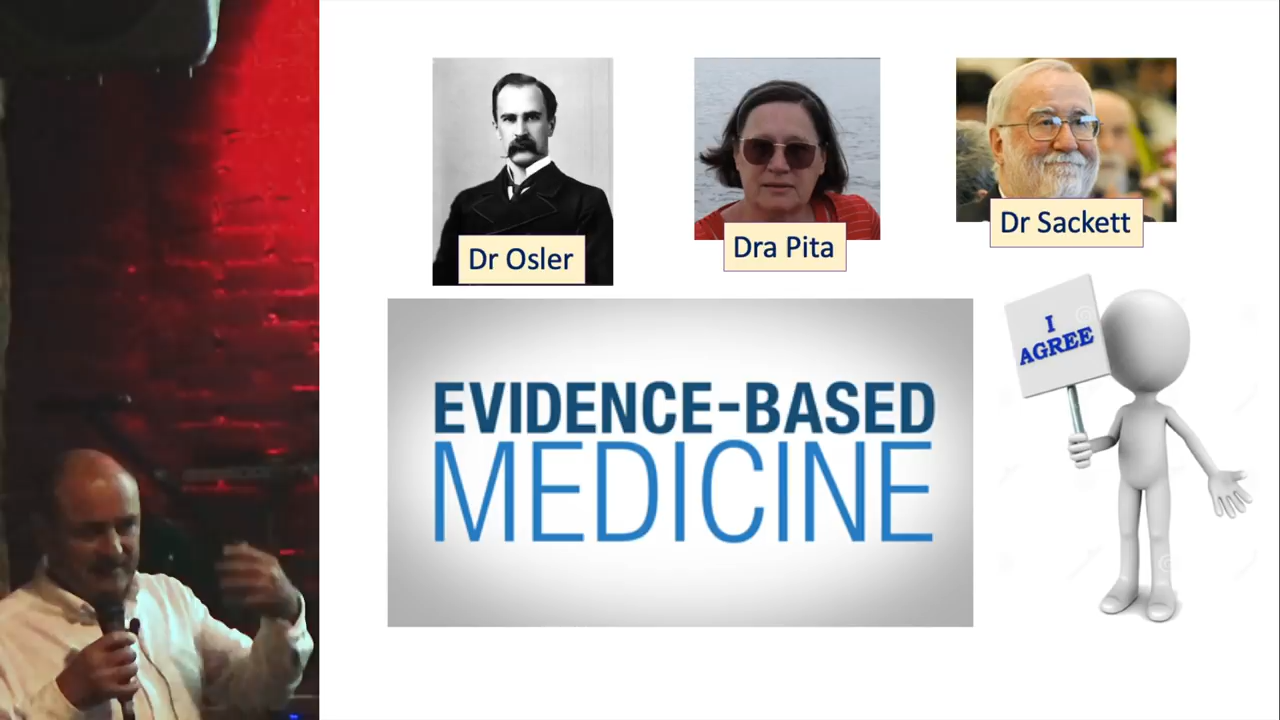 Dr Osler
Dra Pita
Dr Sackett
I
AGREE
EVIDENCE-BASED
MEDICINE